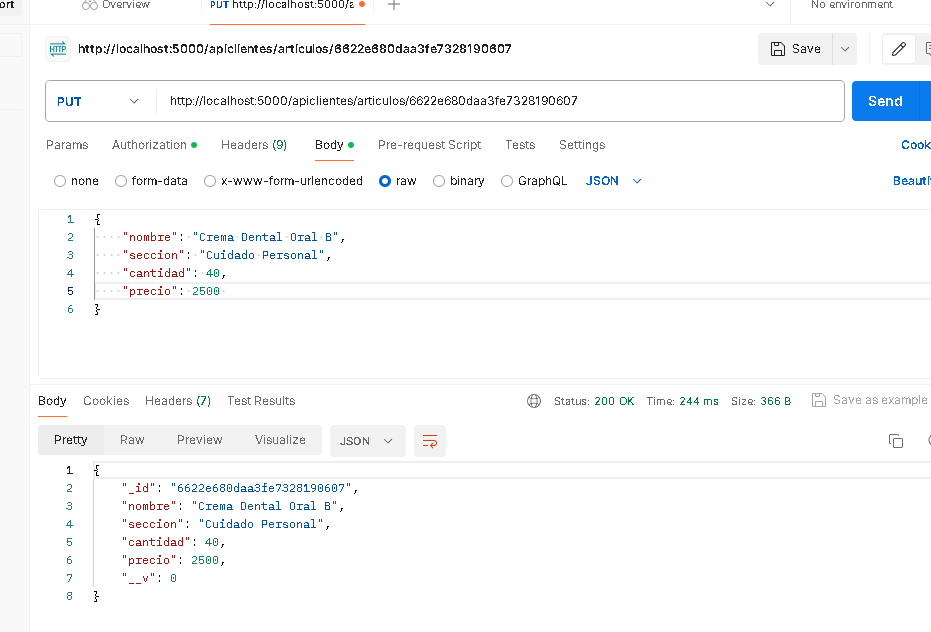 ort Overview PUT http://localhost:5000/a No environment
HTTP http://localhost:5000/apiclientes/articulos/6622e680daa3fe7328190607 Save
PUT http://localhost:5000/apiclientes/articulos/6622e680daa3fe7328190607 Send
Params Authorization Headers (9) Body Pre-request Script Tests Settings Cook
none form-data x-www-form-urlencoded raw binary GraphQL JSON Beauti
1 {
2 "nombre": "Crema Dental Oral B",
3 "seccion": "Cuidado Personal",
4 "cantidad": 40,
5 "precio": 2500
6 }
Body Cookies Headers (7) Test Results Status: 200 OK Time: 244 ms Size: 366 B Save as example
Pretty Raw Preview Visualize JSON
1 {
2 "_id": "6622e680daa3fe7328190607",
3 "nombre": "Crema Dental Oral B",
4 "seccion": "Cuidado Personal",
5 "cantidad": 40,
6 "precio": 2500,
7 "__v": 0
8 }